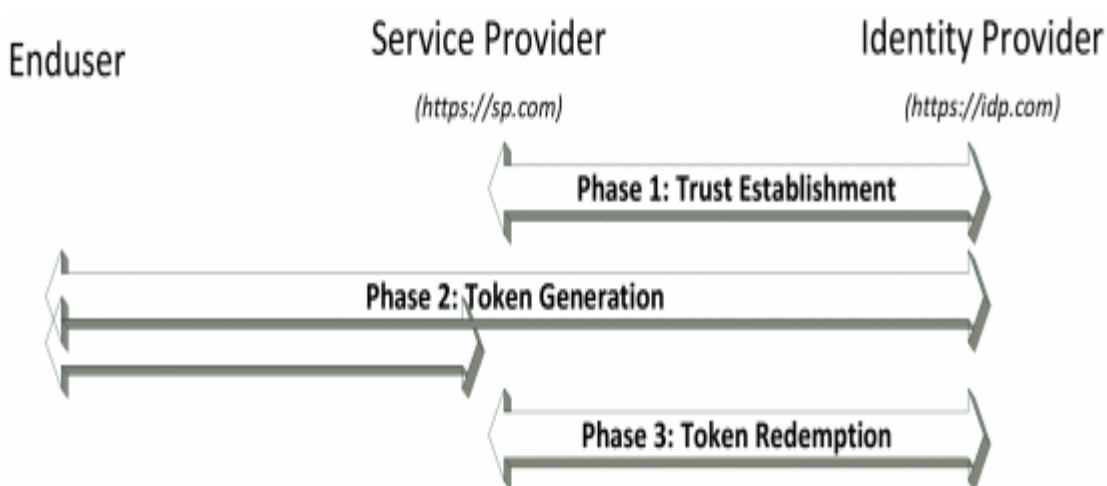 Enduser
Service Provider
Identity Provider
(https://sp.com)
(https://idp.com)
Phase 1: Trust Establishment
Phase 2: Token Generation
Phase 3: Token Redemption